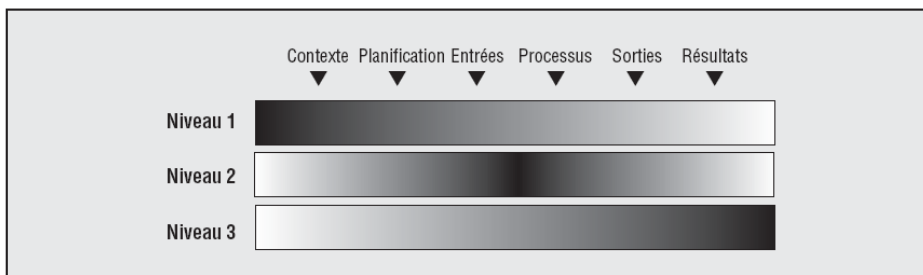 Contexte Planification Entrées Processus Sorties Résultats
Niveau 1
Niveau 2
Niveau 3